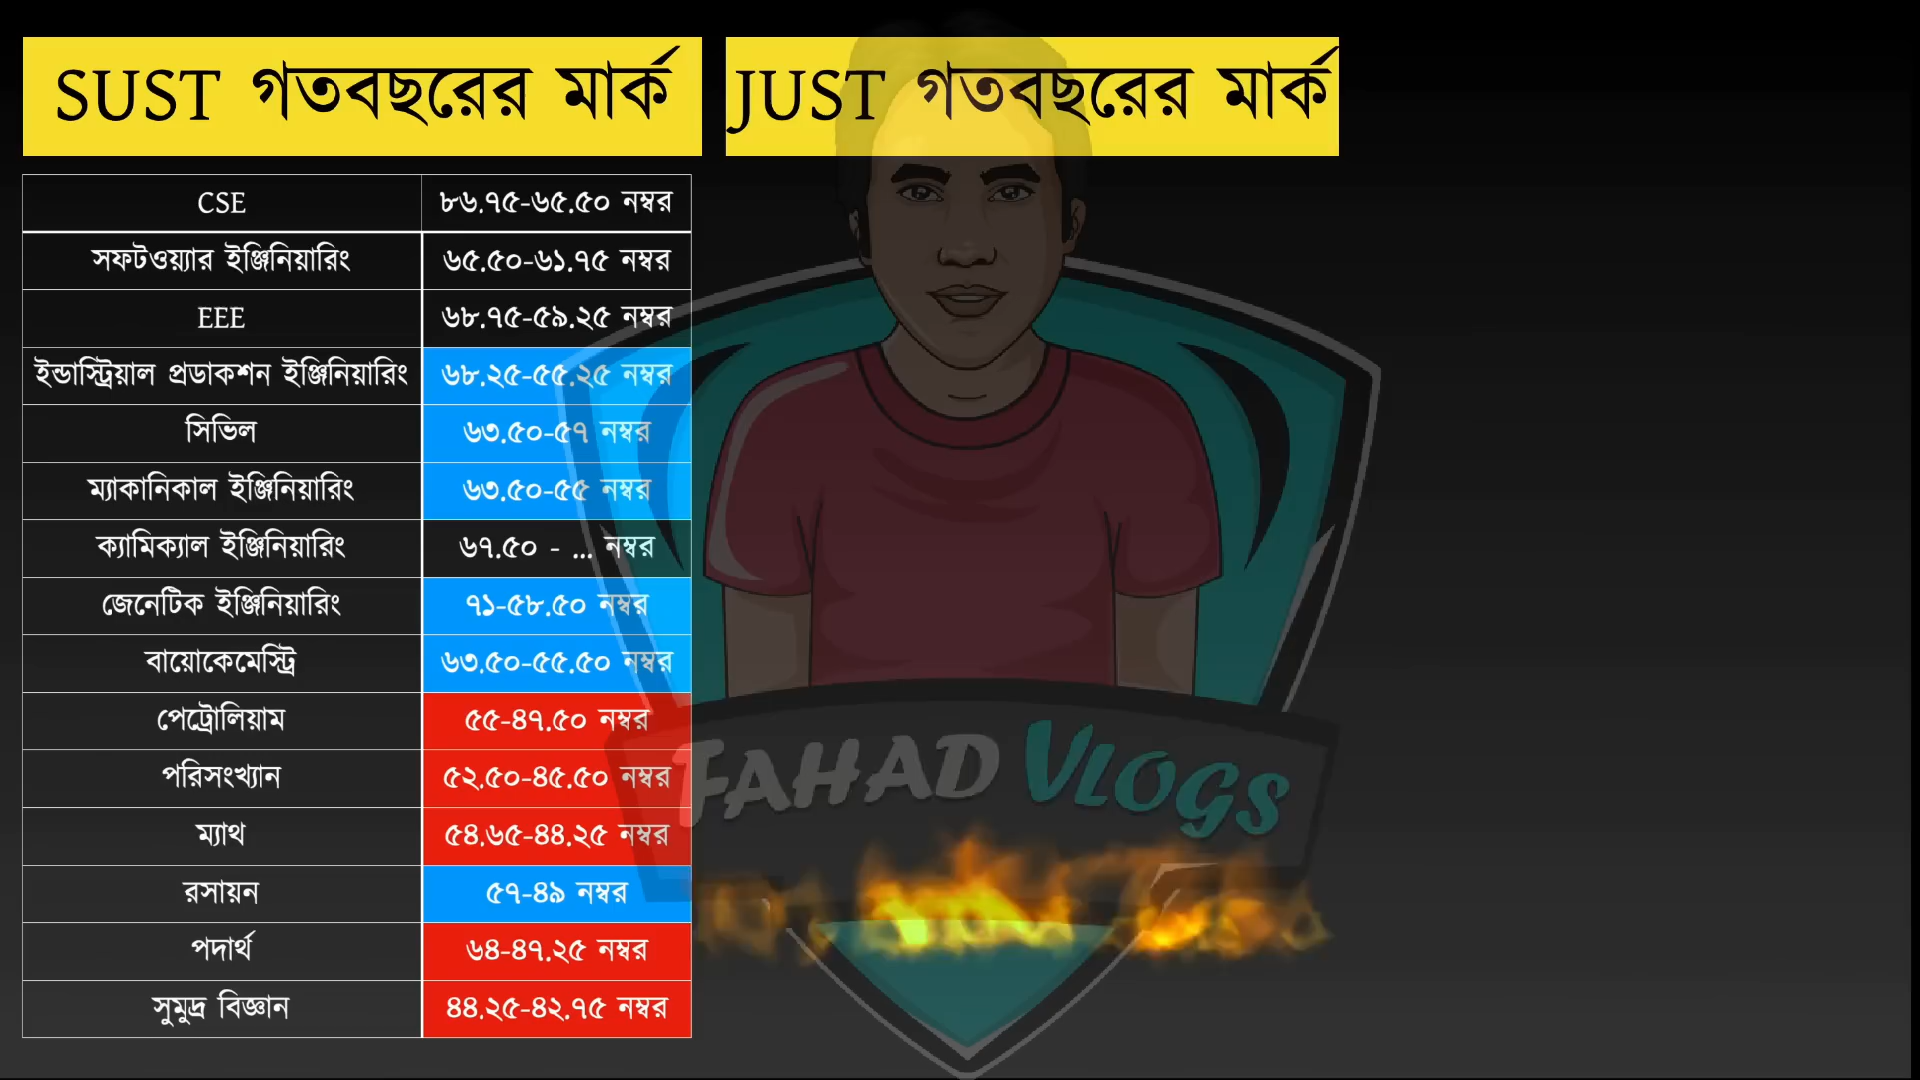 SUST গতবছরের মার্ক
JUST গতবছরের মার্ক
CSE ৮৬.৭৫-৬৫.৫০ নম্বর
সফটওয়্যার ইঞ্জিনিয়ারিং ৬৫.৫০-৬১.৭৫ নম্বর
EEE ৬৮.৭৫-৫৯.২৫ নম্বর
ইন্ডাস্ট্রিয়াল প্রডাকশন ইঞ্জিনিয়ারিং ৬৮.২৫-৫৫.২৫ নম্বর
সিভিল ৬৩.৫০-৫৭ নম্বর
ম্যাকানিকাল ইঞ্জিনিয়ারিং ৬৩.৫০-৫৫ নম্বর
ক্যামিক্যাল ইঞ্জিনিয়ারিং ৬৭.৫০ - ... নম্বর
জেনেটিক ইঞ্জিনিয়ারিং ৭১-৫৮.৫০ নম্বর
বায়োকেমেস্ট্রি ৬৩.৫০-৫৫.৫০ নম্বর
পেট্রোলিয়াম ৫৫-৪৭.৫০ নম্বর
পরিসংখ্যান ৫২.৫০-৪৫.৫০ নম্বর
ম্যাথ ৫৪.৬৫-৪৪.২৫ নম্বর
রসায়ন ৫৭-৪৯ নম্বর
পদার্থ ৬৪-৪৭.২৫ নম্বর
সুমুদ্র বিজ্ঞান ৪৪.২৫-৪২.৭৫ নম্বর
FAHAD VLOGS